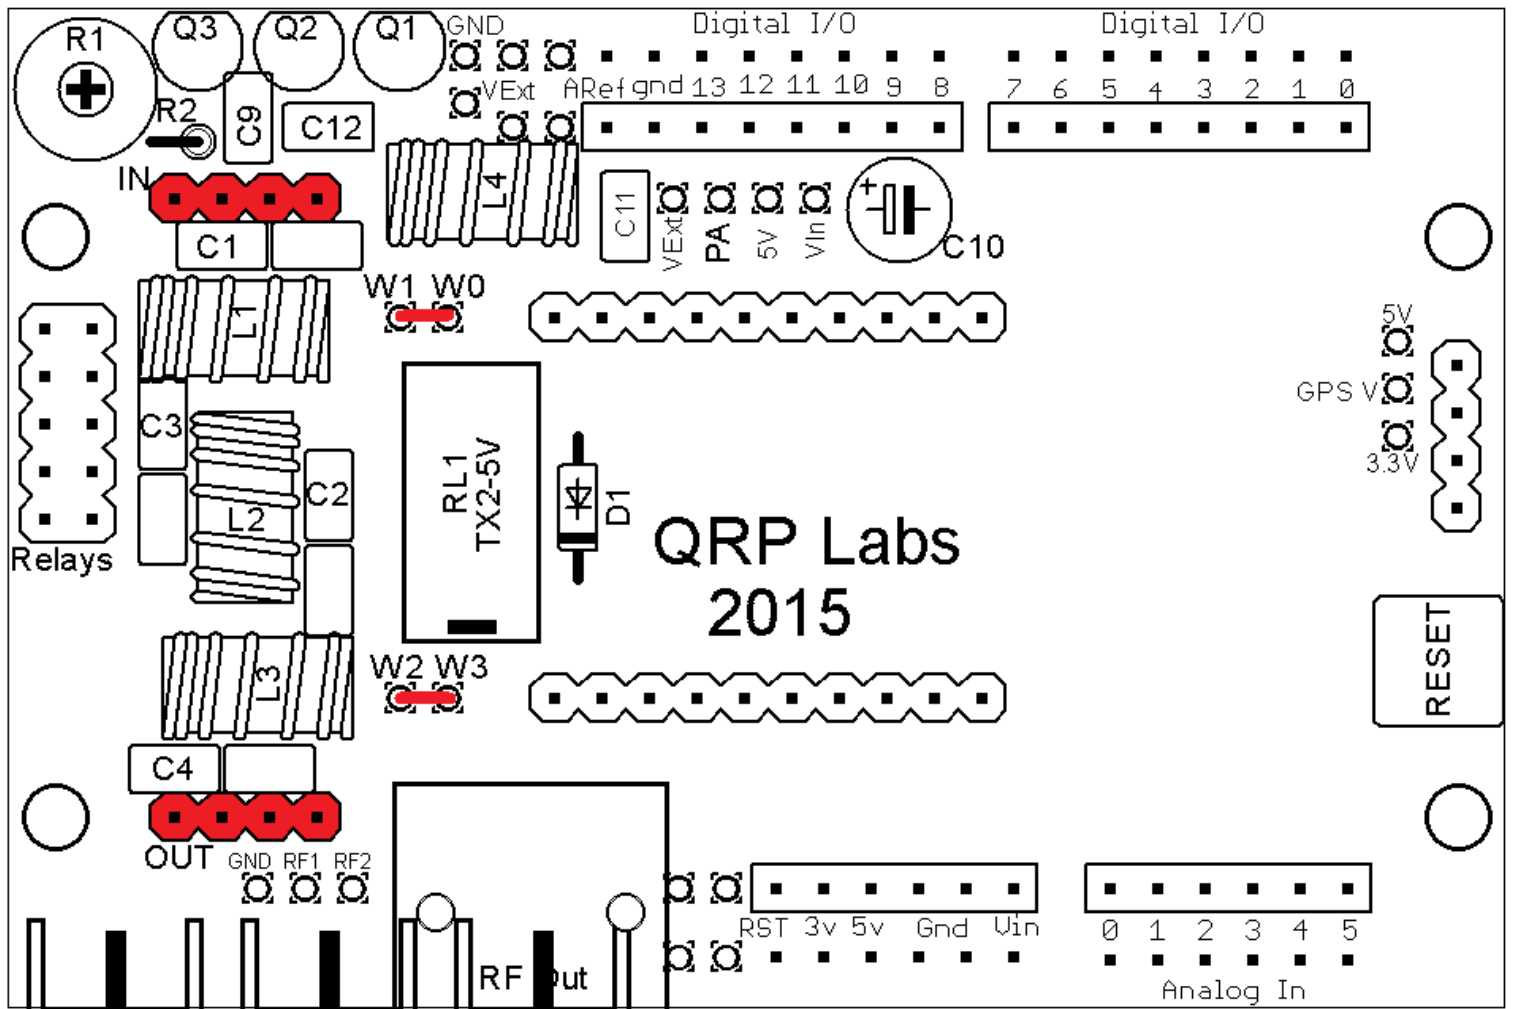 R1
Q3
Q2
Q1
GND
Digital I/O
Digital I/O
VExt
ARef gnd 13 12 11 10 9 8
7 6 5 4 3 2 1 0
R2
C9
C12
IN
L4
C11
VExt
PA
5V
VIn
+
C10
C1
W1 W0
L1
5V
GPS V
3.3V
C3
RL1
TX2-5V
D1
C2
L2
QRP Labs
2015
Relays
RESET
L3
W2 W3
C4
OUT
GND RF1 RF2
RST 3v 5v Gnd Vin
0 1 2 3 4 5
Analog In
RF Out